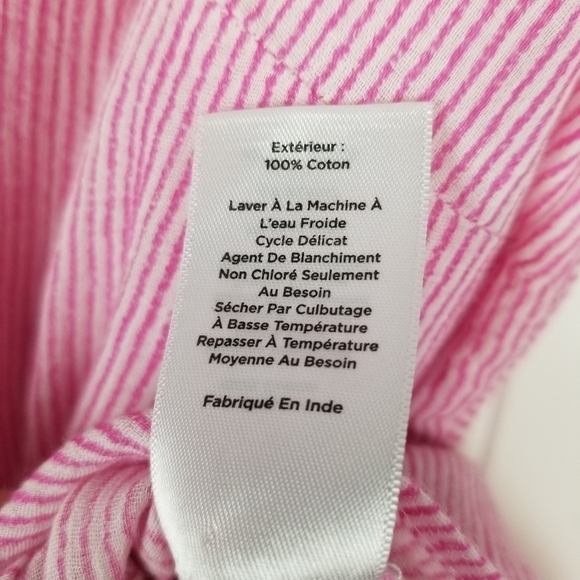 Extérieur :
100% Coton
Laver À La Machine À
L'eau Froide
Cycle Délicat
Agent De Blanchiment
Non Chloré Seulement
Au Besoin
Sécher Par Culbutage
À Basse Température
Repasser À Température
Moyenne Au Besoin
Fabriqué En Inde